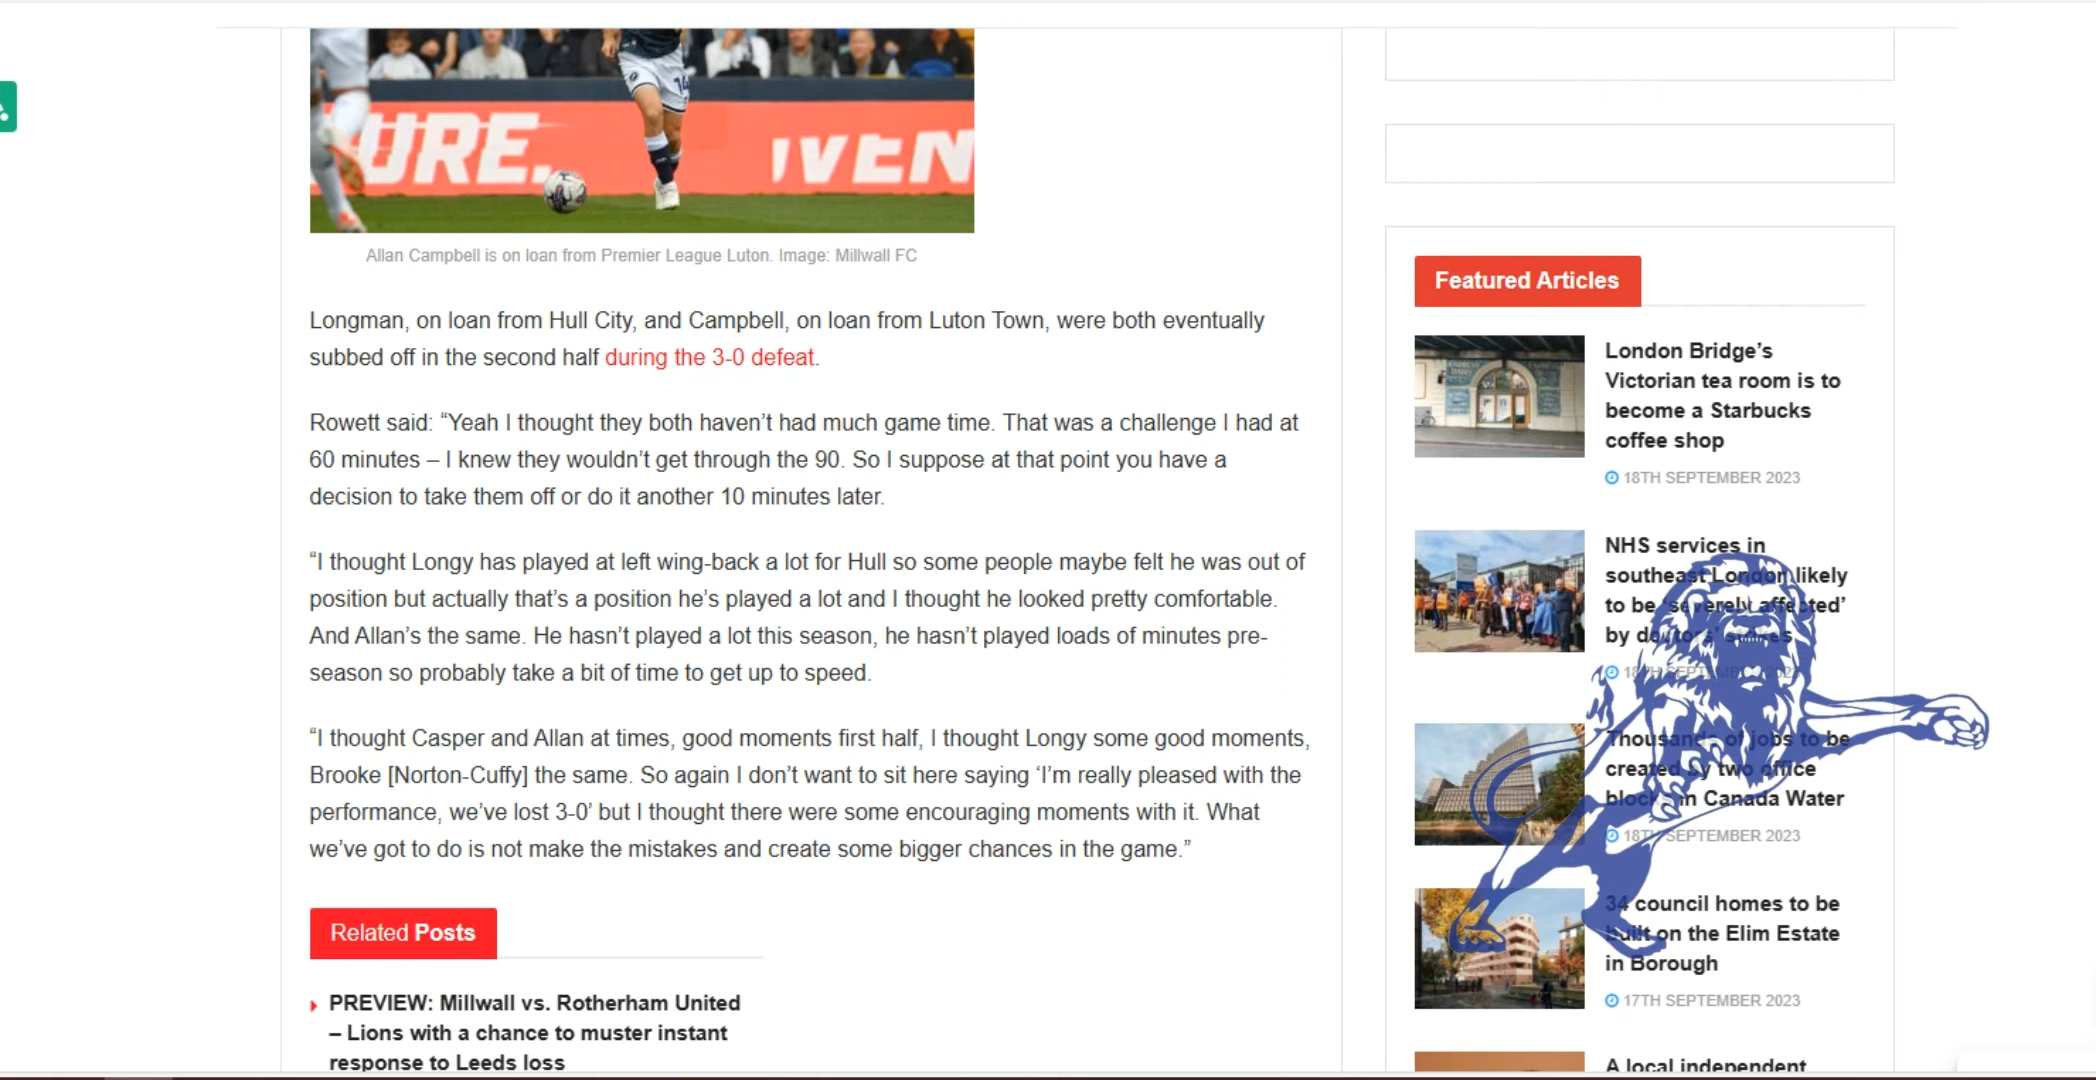 URE.
IVEN
14
Allan Campbell is on loan from Premier League Luton. Image: Millwall FC
Longman, on loan from Hull City, and Campbell, on loan from Luton Town, were both eventually
subbed off in the second half during the 3-0 defeat.
Rowett said: “Yeah I thought they both haven’t had much game time. That was a challenge I had at
60 minutes – I knew they wouldn’t get through the 90. So I suppose at that point you have a
decision to take them off or do it another 10 minutes later.
“I thought Longy has played at left wing-back a lot for Hull so some people maybe felt he was out of
position but actually that’s a position he’s played a lot and I thought he looked pretty comfortable.
And Allan’s the same. He hasn’t played a lot this season, he hasn’t played loads of minutes pre-
season so probably take a bit of time to get up to speed.
“I thought Casper and Allan at times, good moments first half, I thought Longy some good moments,
Brooke [Norton-Cuffy] the same. So again I don’t want to sit here saying ‘I’m really pleased with the
performance, we’ve lost 3-0’ but I thought there were some encouraging moments with it. What
we’ve got to do is not make the mistakes and create some bigger chances in the game.”
Related Posts
PREVIEW: Millwall vs. Rotherham United
– Lions with a chance to muster instant
response to Leeds loss
Featured Articles
London Bridge’s
Victorian tea room is to
become a Starbucks
coffee shop
18TH SEPTEMBER 2023
NHS services in
southeast London likely
to be ‘severely affected’
by doctors’ strikes
18TH SEPTEMBER 2023
Thousands of jobs to be
created by two office
blocks in Canada Water
18TH SEPTEMBER 2023
34 council homes to be
built on the Elim Estate
in Borough
17TH SEPTEMBER 2023
A local independent